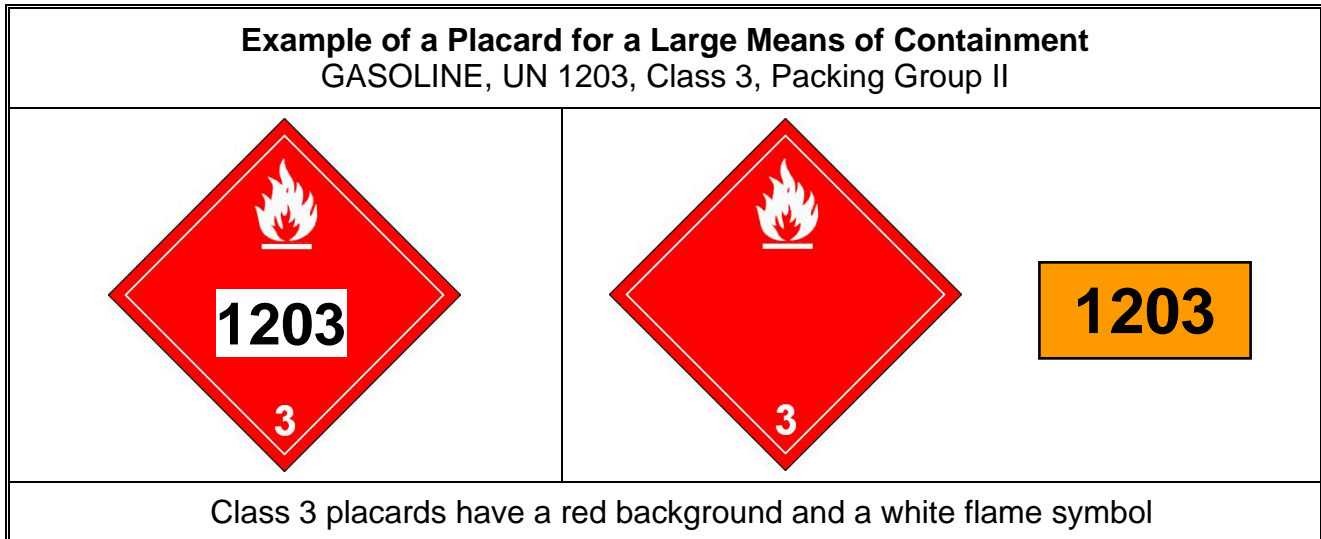 Example of a Placard for a Large Means of Containment
GASOLINE, UN 1203, Class 3, Packing Group II
1203
3
3
1203
Class 3 placards have a red background and a white flame symbol